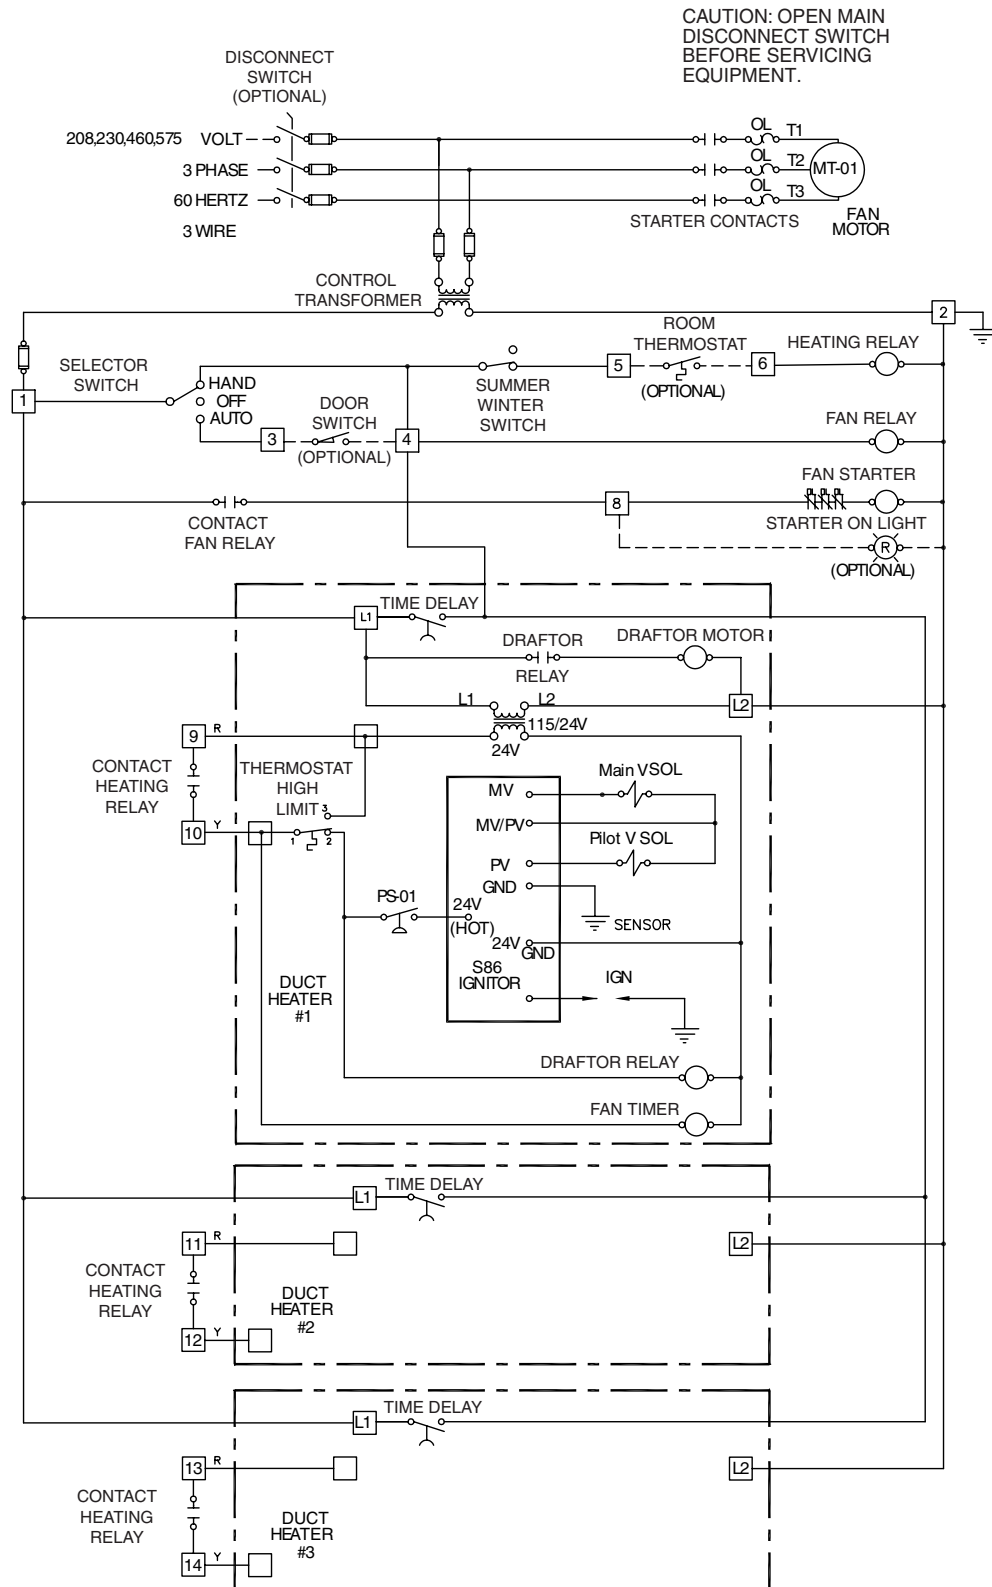 CAUTION: OPEN MAIN
DISCONNECT SWITCH
BEFORE SERVICING
EQUIPMENT.
DISCONNECT
SWITCH
(OPTIONAL)
208,230,460,575 VOLT
3 PHASE
60 HERTZ
3 WIRE
OL T1
OL T2
OL T3
MT-01
STARTER CONTACTS
FAN
MOTOR
CONTROL
TRANSFORMER
2
ROOM
THERMOSTAT
(OPTIONAL)
HEATING RELAY
SELECTOR
SWITCH
1
HAND
OFF
AUTO
DOOR
SWITCH
(OPTIONAL)
3
4
SUMMER
WINTER
SWITCH
5
6
FAN RELAY
FAN STARTER
8
CONTACT
FAN RELAY
STARTER ON LIGHT
R
(OPTIONAL)
L1
TIME DELAY
DRAFTOR
RELAY
DRAFTOR MOTOR
L1
L2
L2
115/24V
24V
9
R
CONTACT
HEATING
RELAY
THERMOSTAT
HIGH
LIMIT
3
10
Y
1
2
MV
Main V SOL
MV/PV
Pilot V SOL
PV
GND
SENSOR
PS-01
24V
(HOT)
24V
GND
S86
IGNITOR
IGN
DUCT
HEATER
#1
DRAFTOR RELAY
FAN TIMER
L1
TIME DELAY
11
R
L2
CONTACT
HEATING
RELAY
DUCT
HEATER
#2
12
Y
L1
TIME DELAY
13
R
L2
CONTACT
HEATING
RELAY
DUCT
HEATER
#3
14
Y